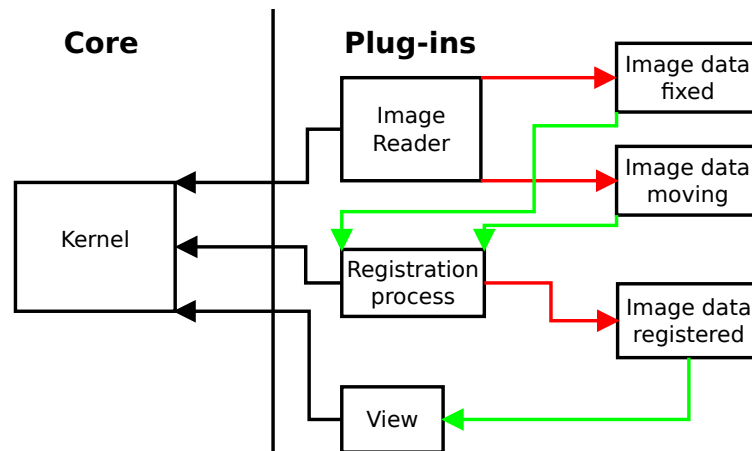 Core
Plug-ins
Image data
fixed
Image
Reader
Image data
moving
Kernel
Registration
process
Image data
registered
View